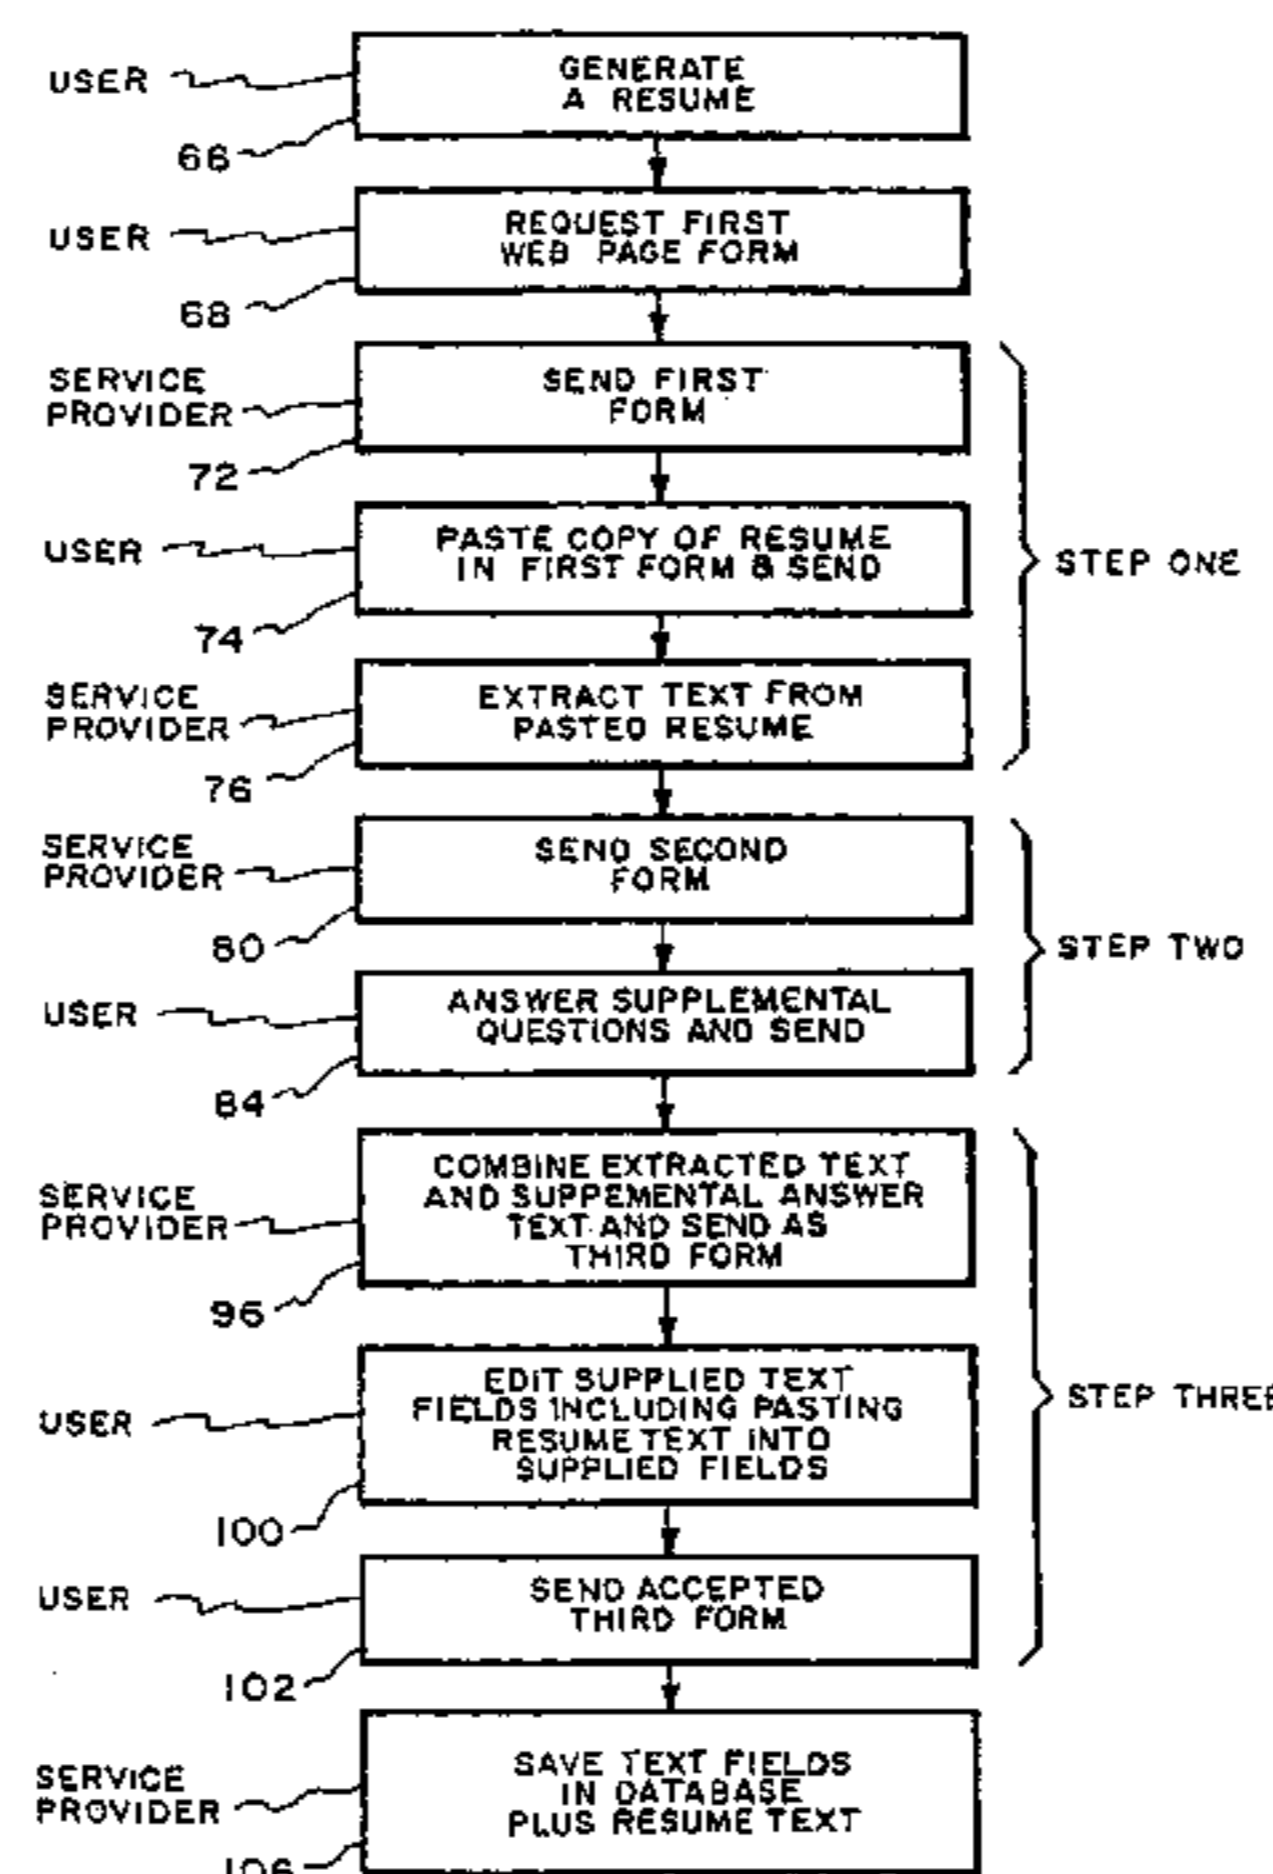 USER
GENERATE
A RESUME
66
USER
REQUEST FIRST
WEB PAGE FORM
68
SERVICE
PROVIDER
SEND FIRST
FORM
72
USER
PASTE COPY OF RESUME
IN FIRST FORM & SEND
74
STEP ONE
SERVICE
PROVIDER
EXTRACT TEXT FROM
PASTED RESUME
76
SERVICE
PROVIDER
SEND SECOND
FORM
80
STEP TWO
USER
ANSWER SUPPLEMENTAL
QUESTIONS AND SEND
84
SERVICE
PROVIDER
COMBINE EXTRACTED TEXT
AND SUPPEMENTAL ANSWER
TEXT AND SEND AS
THIRD FORM
96
USER
EDIT SUPPLIED TEXT
FIELDS INCLUDING PASTING
RESUME TEXT INTO
SUPPLIED FIELDS
100
STEP THREE
USER
SEND ACCEPTED
THIRD FORM
102
SERVICE
PROVIDER
SAVE TEXT FIELDS
IN DATABASE
PLUS RESUME TEXT
106